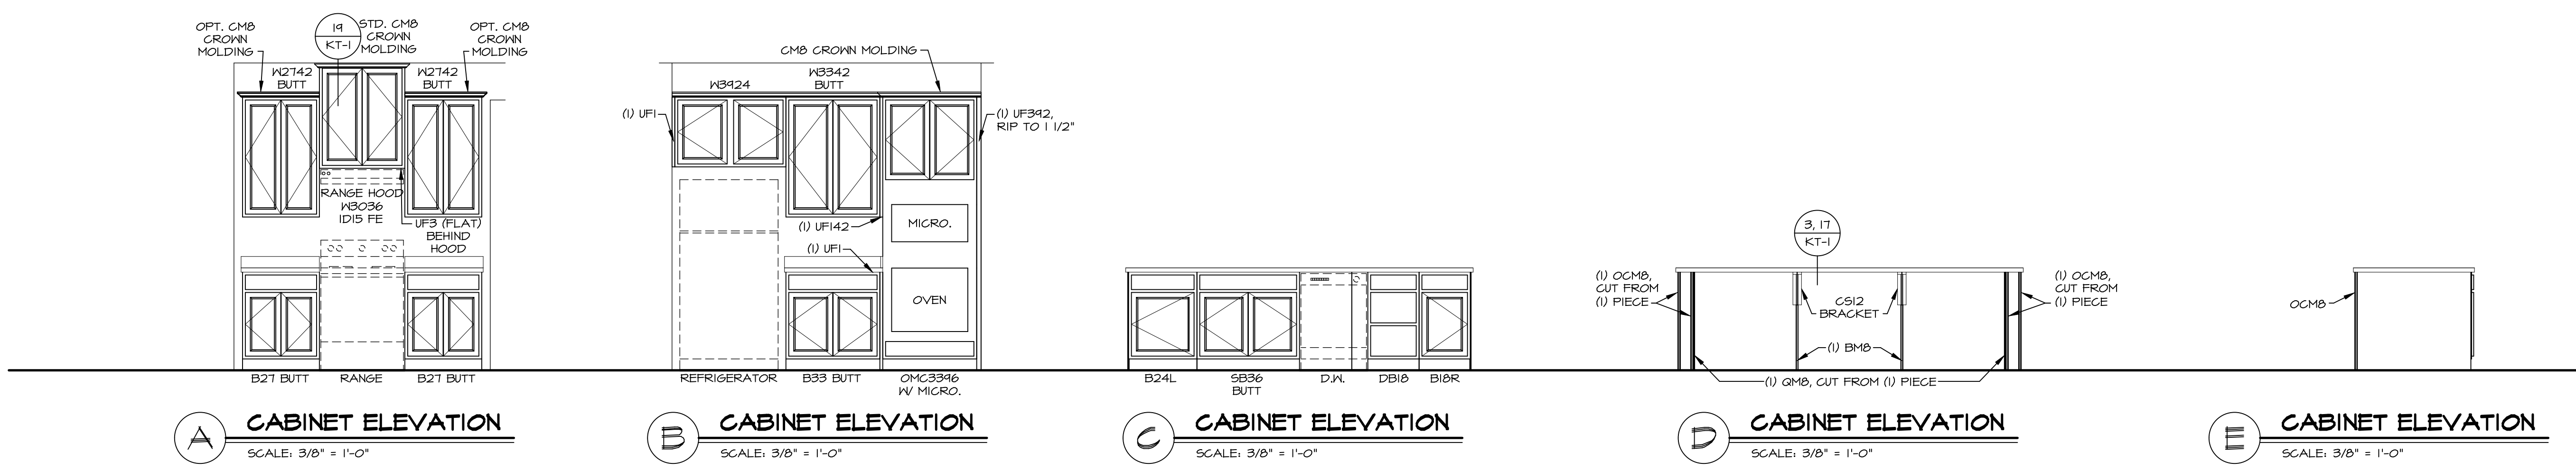 OPT. CM8
CROWN
MOLDING
19
KT-1
STD. CM8
CROWN
MOLDING
OPT. CM8
CROWN
MOLDING
W2742
BUTT
W2742
BUTT
RANGE HOOD
W3036
1D15 FE
UF3 (FLAT)
BEHIND
HOOD
B27 BUTT
RANGE
B27 BUTT
A
CABINET ELEVATION
SCALE: 3/8" = 1'-0"
CM8 CROWN MOLDING
W3924
W3342
BUTT
(1) UF1
(1) UF392,
RIP TO 1 1/2"
(1) UF142
(1) UF1
MICRO.
OVEN
REFRIGERATOR
B33 BUTT
OMC3396
W/ MICRO.
B
CABINET ELEVATION
SCALE: 3/8" = 1'-0"
B24L
SB36
BUTT
D.W.
DB18
B18R
C
CABINET ELEVATION
SCALE: 3/8" = 1'-0"
3, 17
KT-1
(1) OCM8,
CUT FROM
(1) PIECE
CS12
BRACKET
(1) OCM8,
CUT FROM
(1) PIECE
(1) BM8
(1) QM8, CUT FROM (1) PIECE
D
CABINET ELEVATION
SCALE: 3/8" = 1'-0"
OCM8
E
CABINET ELEVATION
SCALE: 3/8" = 1'-0"